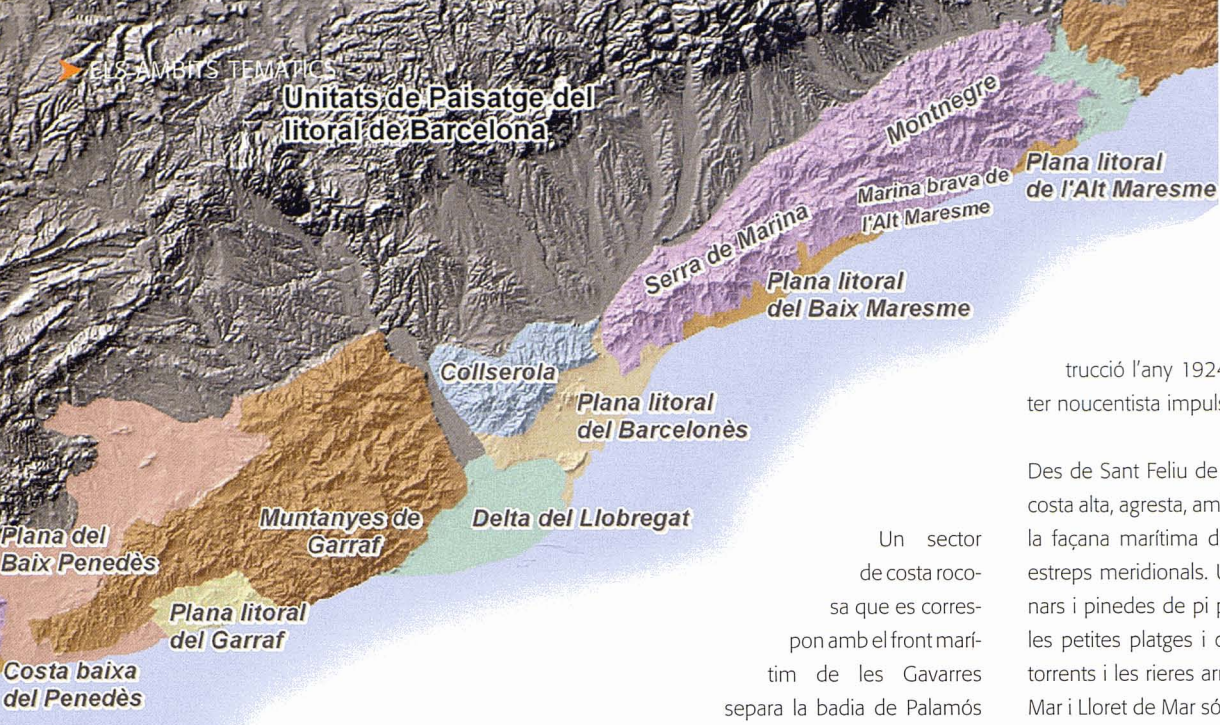 ELS ÀMBITS TEMÀTICS
Unitats de Paisatge del
litoral de Barcelona
Montnegre
Plana litoral
de l'Alt Maresme
Marina brava de
l'Alt Maresme
Serra de Marina
Plana litoral
del Baix Maresme
Collserola
Plana litoral
del Barcelonès
Muntanyes de
Garraf
Delta del Llobregat
Plana del
Baix Penedès
Plana litoral
del Garraf
Costa baixa
del Penedès
Un sector
de costa roco-
sa que es corres-
pon amb el front marí-
tim de les Gavarres
separa la badia de Palamós
trucció l'any 1924
ter noucentista impuls
Des de Sant Feliu de
costa alta, agresta, am
la façana marítima d
estreps meridionals. U
nars i pinedes de pi p
les petites platges i
torrents i les rieres arr
Mar i Lloret de Mar só